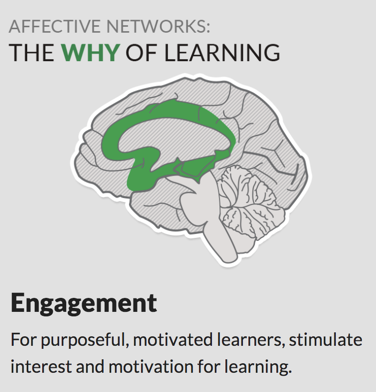 AFFECTIVE NETWORKS:
THE WHY OF LEARNING
Engagement
For purposeful, motivated learners, stimulate
interest and motivation for learning.